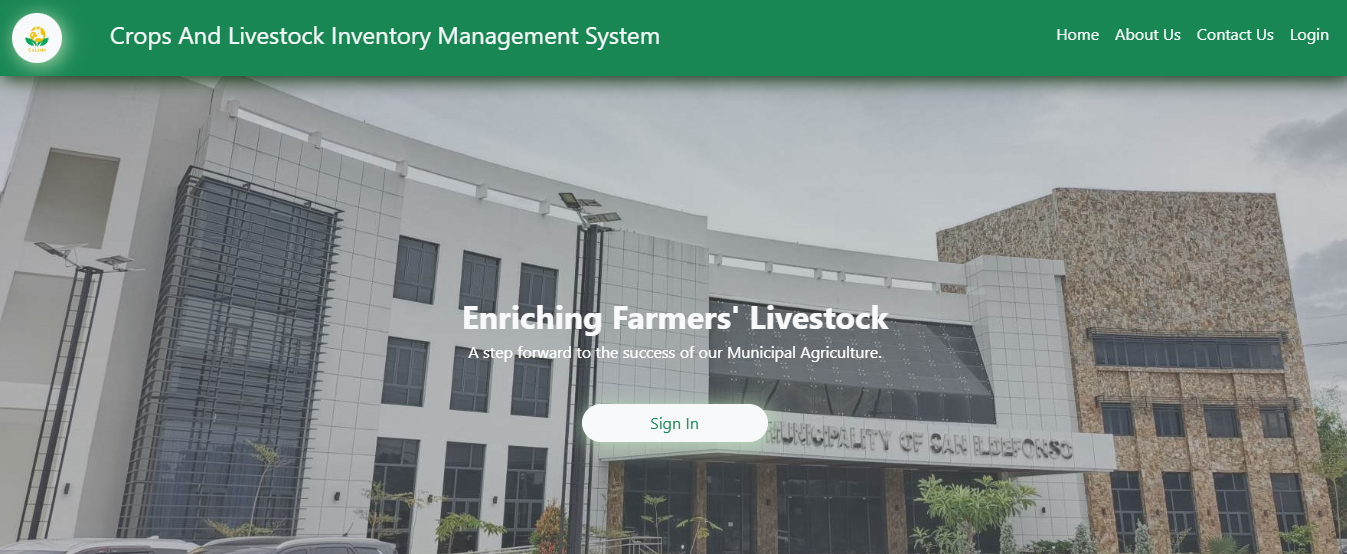 Crops And Livestock Inventory Management System
Home About Us Contact Us Login
Enriching Farmers' Livestock
A step forward to the success of our Municipal Agriculture.
Sign In
MUNICIPALITY OF SAN ILDEFONSO